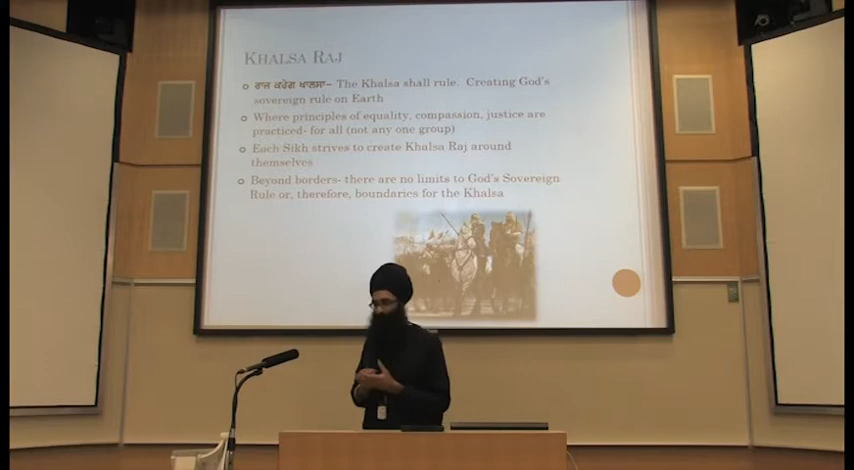 KHALSA RAJ
ਰਾਜ ਕਰੇਗਾ ਖਾਲਸਾ– The Khalsa shall rule. Creating God's
sovereign rule on Earth
Where principles of equality, compassion, justice are
practiced- for all (not any one group)
Each Sikh strives to create Khalsa Raj around
themselves
Beyond borders- there are no limits to God's Sovereign
Rule or, therefore, boundaries for the Khalsa